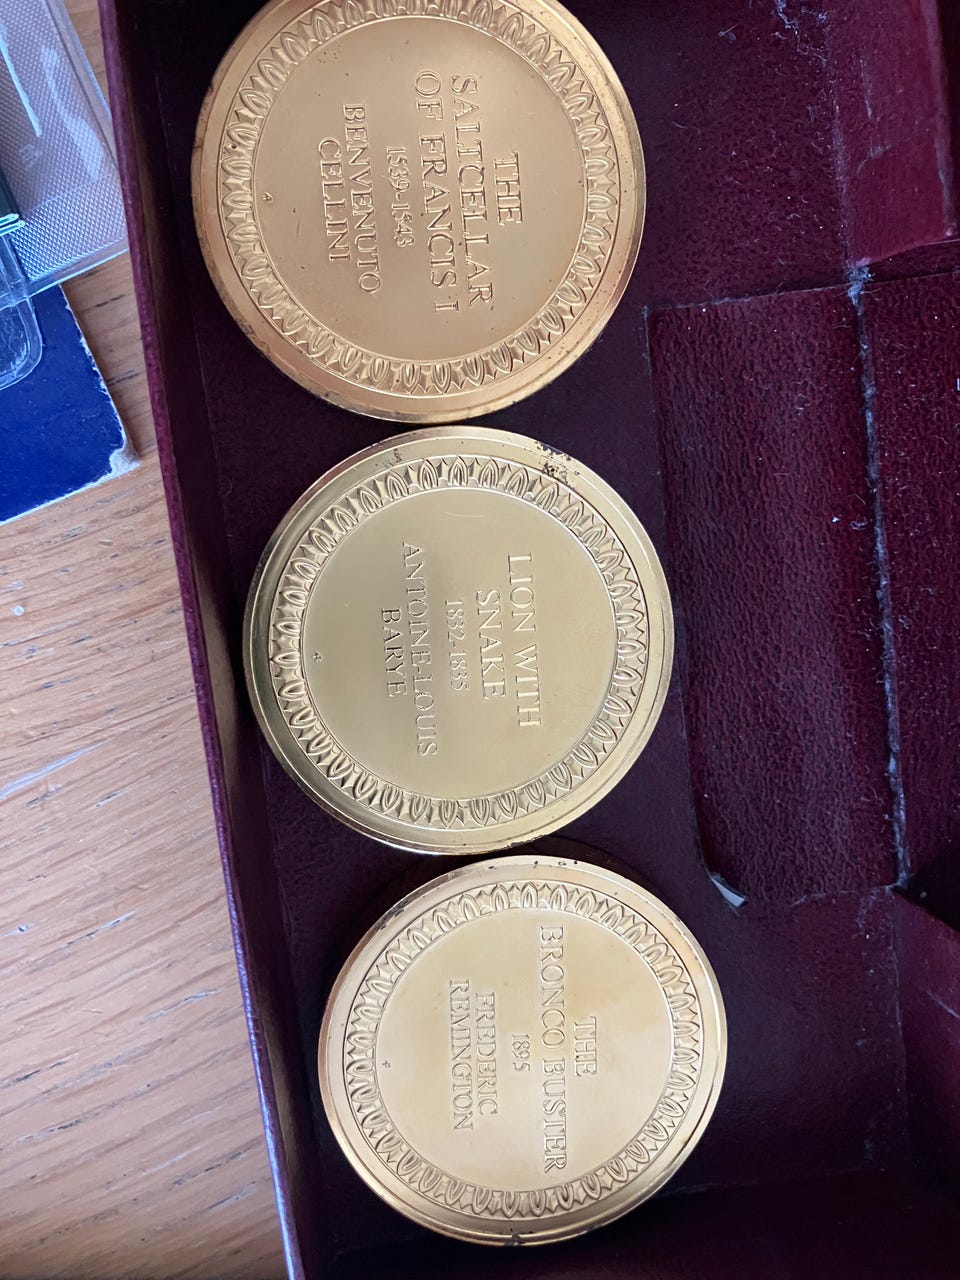 THE
SALTCELLAR
OF FRANCIS I
1539-1543
BENVENUTO
CELLINI
LION WITH
SNAKE
1832-1835
ANTOINE-LOUIS
BARYE
THE
BRONCO BUSTER
1895
FREDERIC
REMINGTON